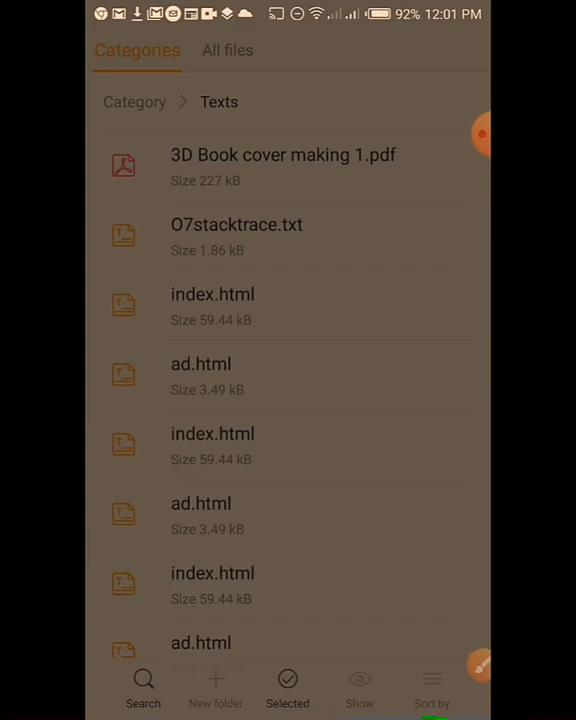 92% 12:01 PM
Categories All files
Category > Texts
3D Book cover making 1.pdf
Size 227 kB
O7stacktrace.txt
Size 1.86 kB
index.html
Size 59.44 kB
ad.html
Size 3.49 kB
index.html
Size 59.44 kB
ad.html
Size 3.49 kB
index.html
Size 59.44 kB
ad.html
Search New folder Selected Show Sort by